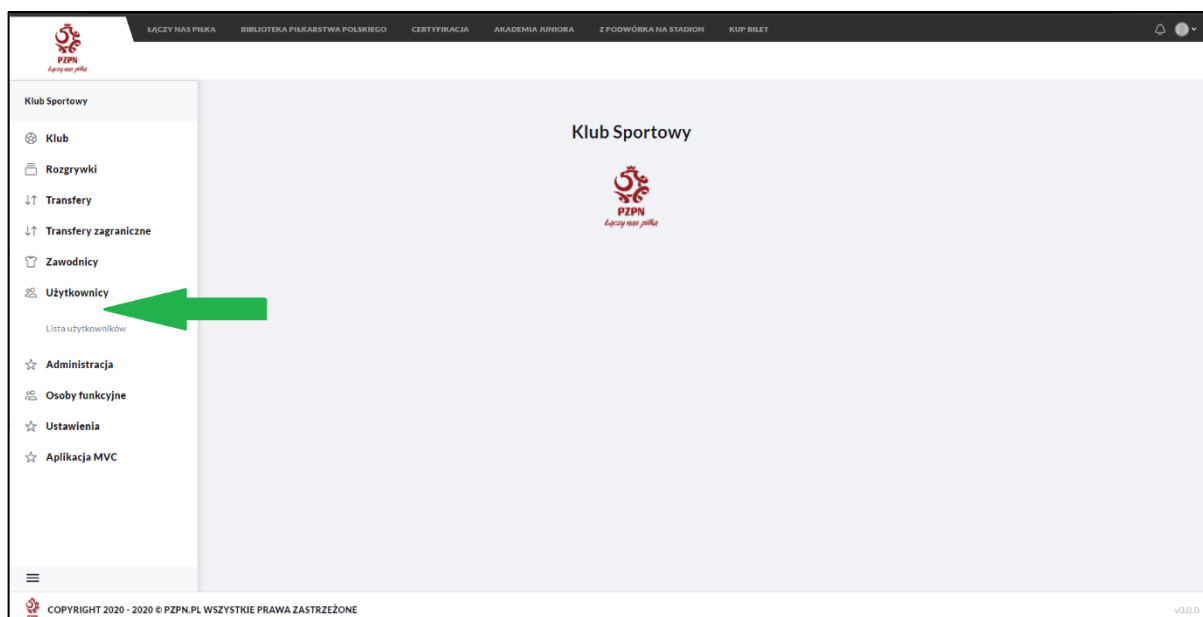 ŁĄCZY NAS PIŁKA BIBLIOTEKA PIŁKARSTWA POLSKIEGO CERTYFIKACJA AKADEMIA JUNIORA Z PODWÓRKA NA STADION KUP BILET
PZPN
Łączy nas piłka
Klub Sportowy
Klub
Rozgrywki
Transfery
Transfery zagraniczne
Zawodnicy
Użytkownicy
Lista użytkowników
Administracja
Osoby funkcyjne
Ustawienia
Aplikacja MVC
Klub Sportowy
PZPN
Łączy nas piłka
COPYRIGHT 2020 - 2020 © PZPN.PL WSZYSTKIE PRAWA ZASTRZEŻONE
v0.0.0